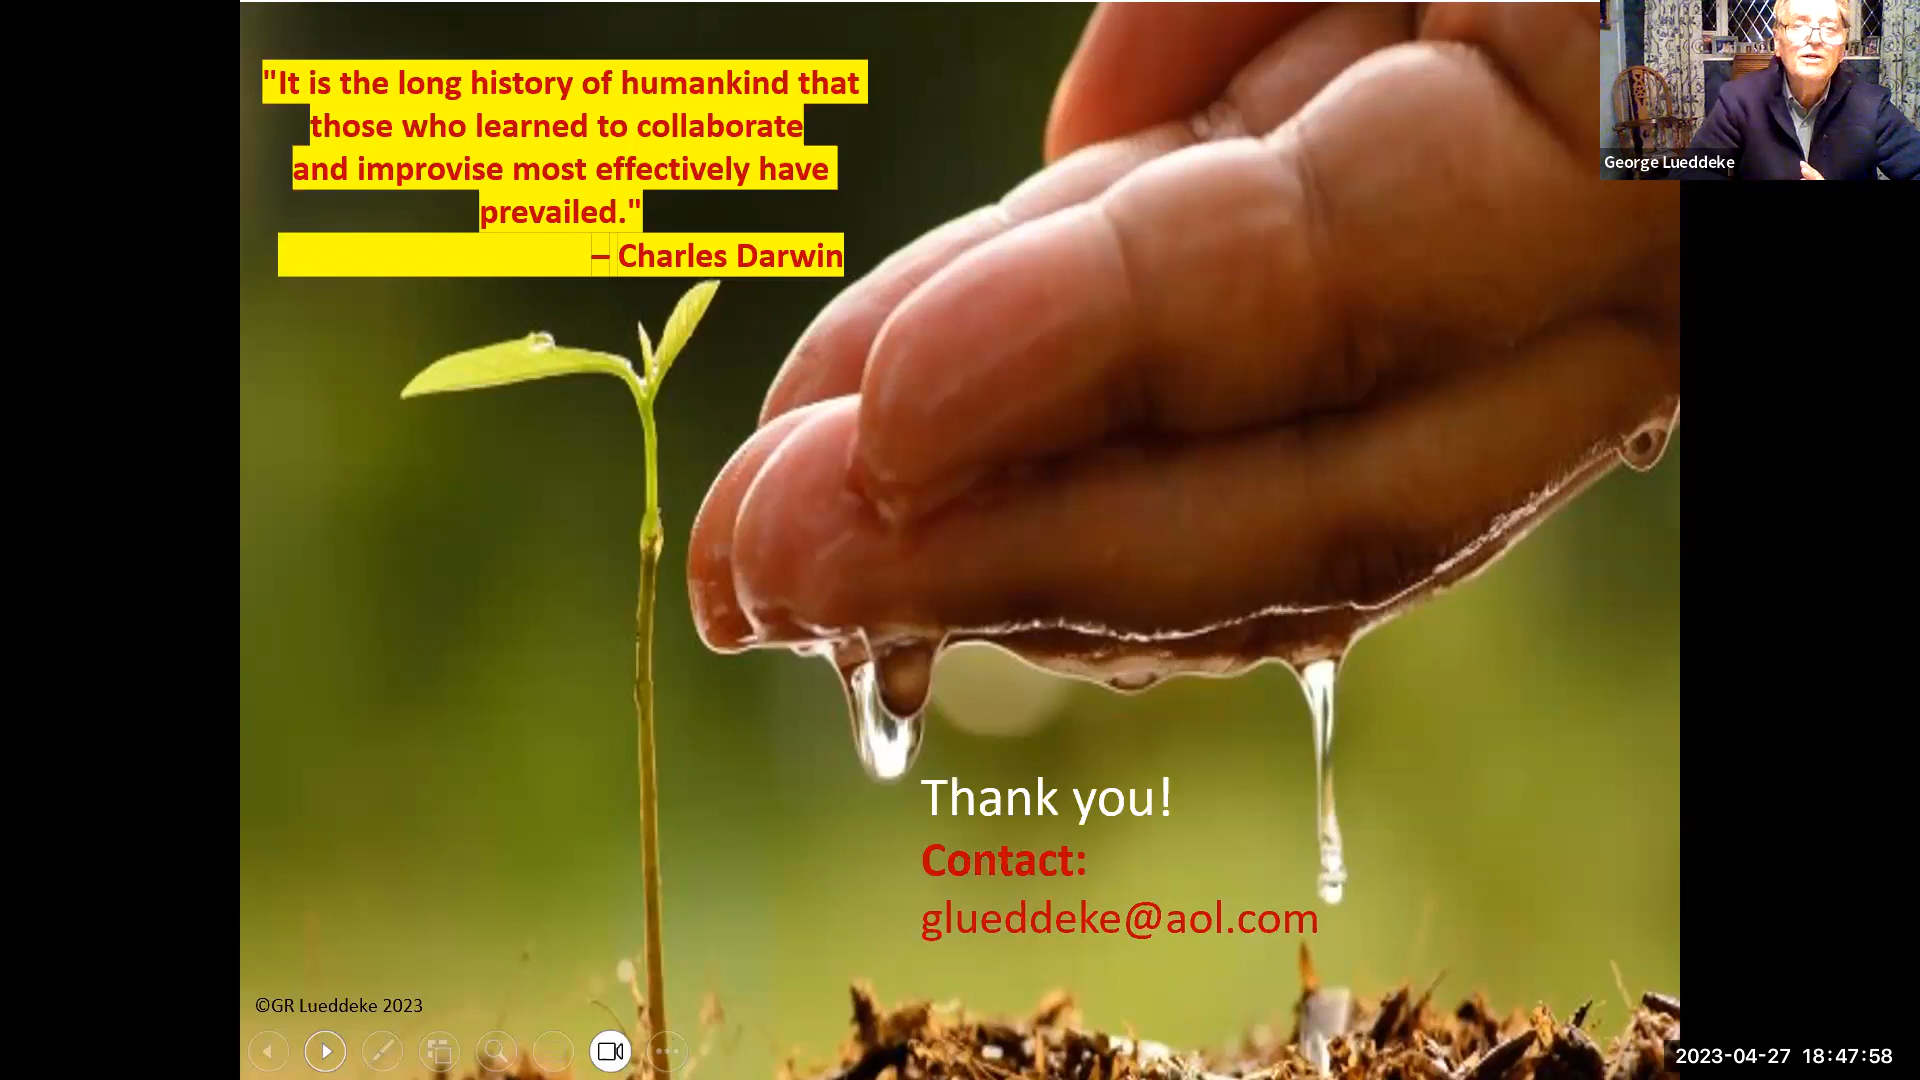 "It is the long history of humankind that
those who learned to collaborate
and improvise most effectively have
prevailed."
– Charles Darwin
George Lueddeke
Thank you!
Contact:
glueddeke@aol.com
©GR Lueddeke 2023
2023-04-27 18:47:58